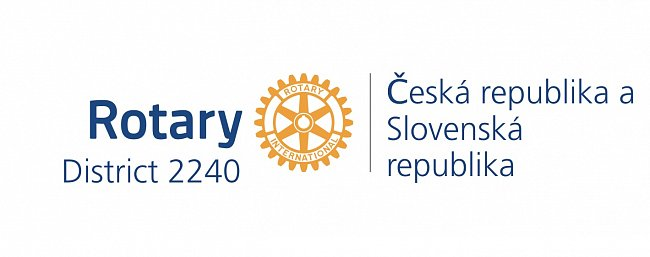 Rotary
District 2240
ROTARY
INTERNATIONAL
Česká republika a
Slovenská
republika